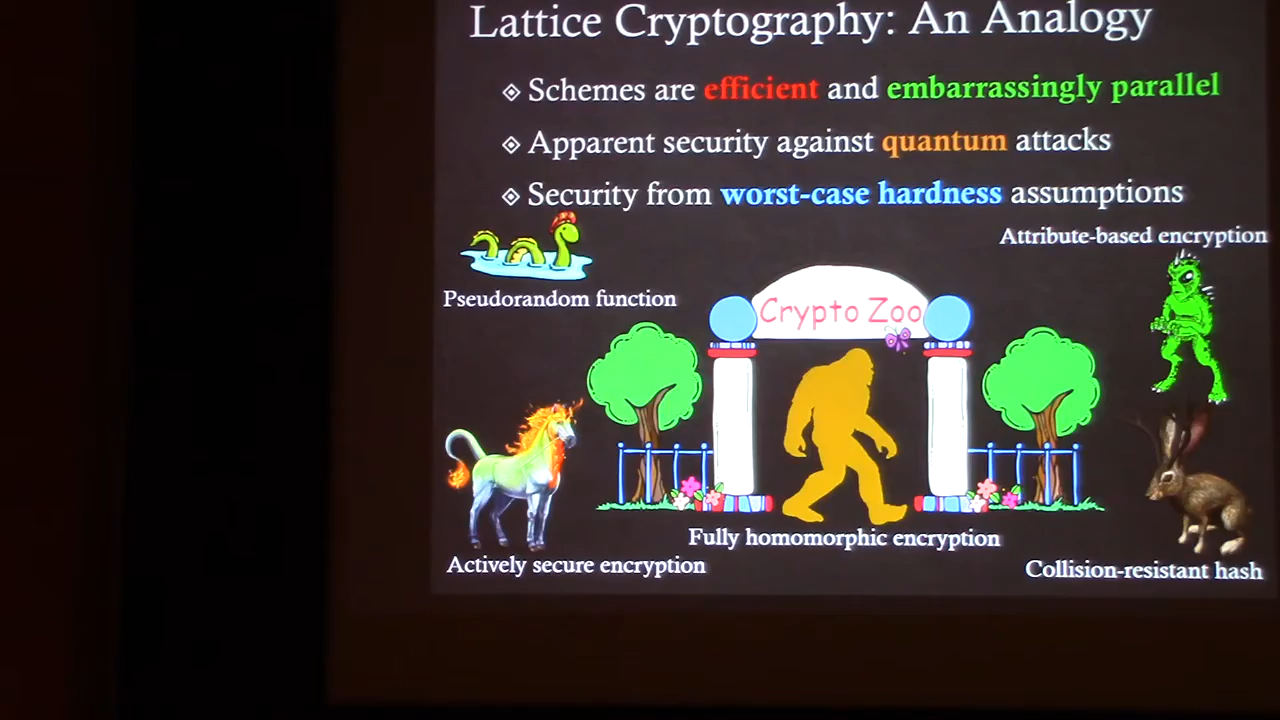 Lattice Cryptography: An Analogy
Schemes are efficient and embarrassingly parallel
Apparent security against quantum attacks
Security from worst-case hardness assumptions
Attribute-based encryption
Pseudorandom function
Crypto Zoo
Fully homomorphic encryption
Actively secure encryption
Collision-resistant hash